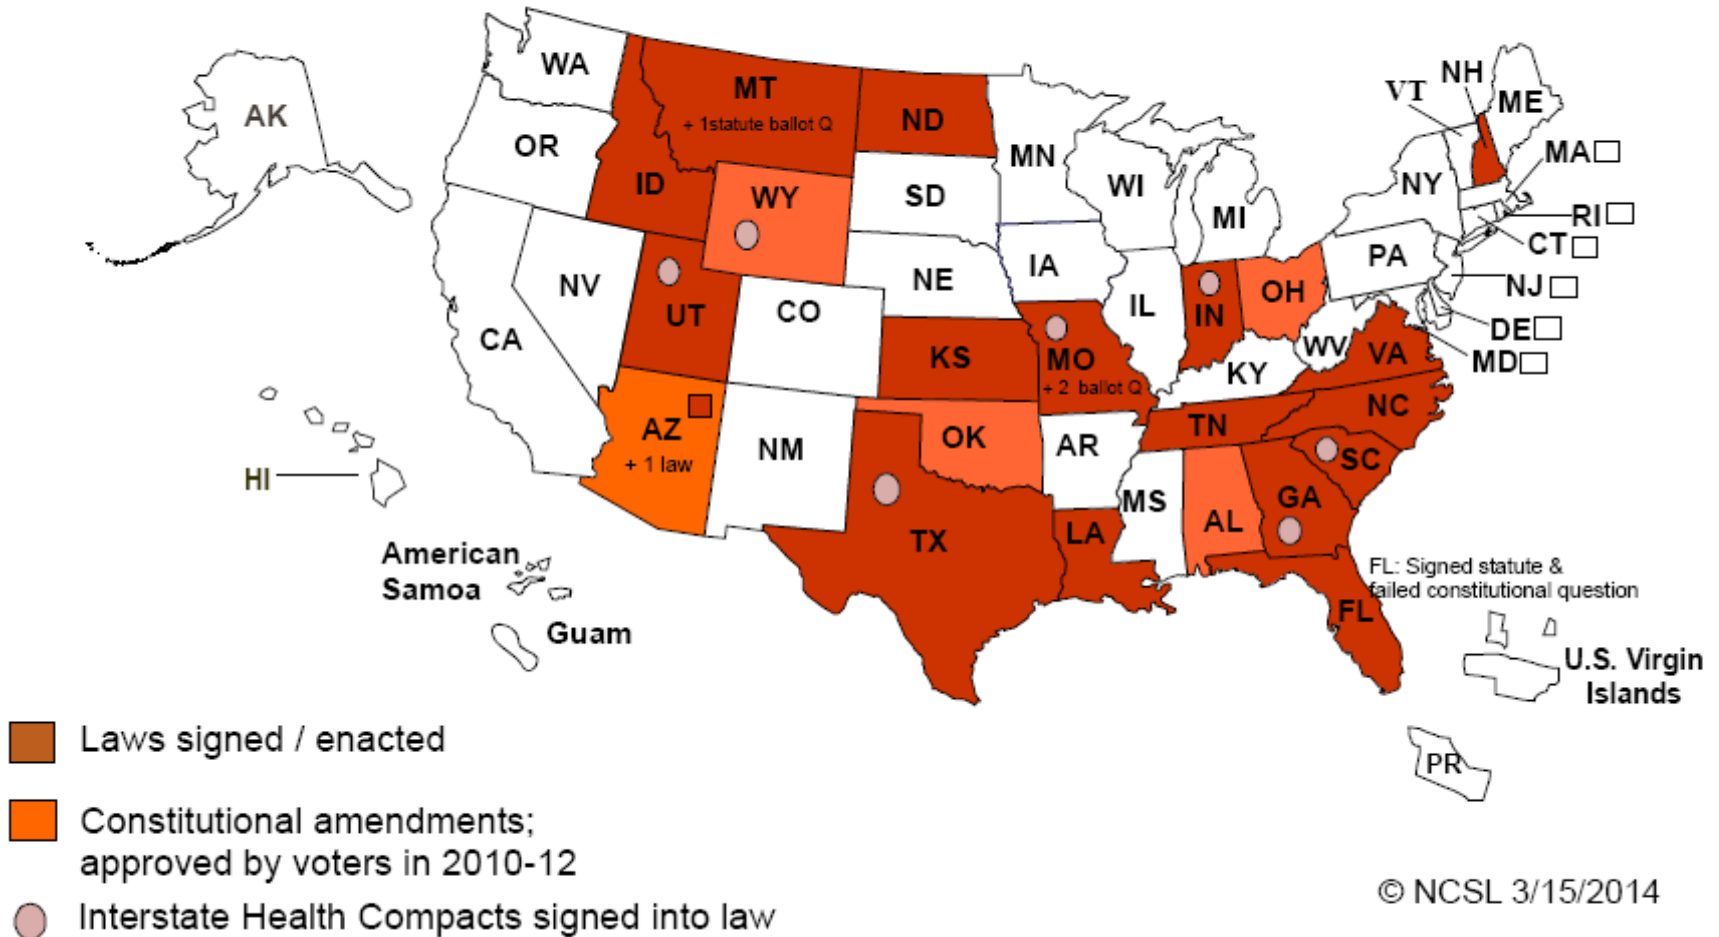 WA
MT
+ 1statute ballot Q
ND
MN
VT
NH
ME
AK
OR
ID
WY
SD
WI
MI
NY
MA
RI
CT
NV
UT
CO
NE
IA
IL
IN
OH
PA
NJ
DE
MD
CA
KS
MO
+ 2 ballot Q
KY
WV
VA
AZ
+ 1 law
NM
OK
AR
TN
NC
SC
HI
TX
LA
MS
AL
GA
American
Samoa
Guam
FL: Signed statute &
failed constitutional question
FL
U.S. Virgin
Islands
PR
Laws signed / enacted
Constitutional amendments;
approved by voters in 2010-12
Interstate Health Compacts signed into law
© NCSL 3/15/2014